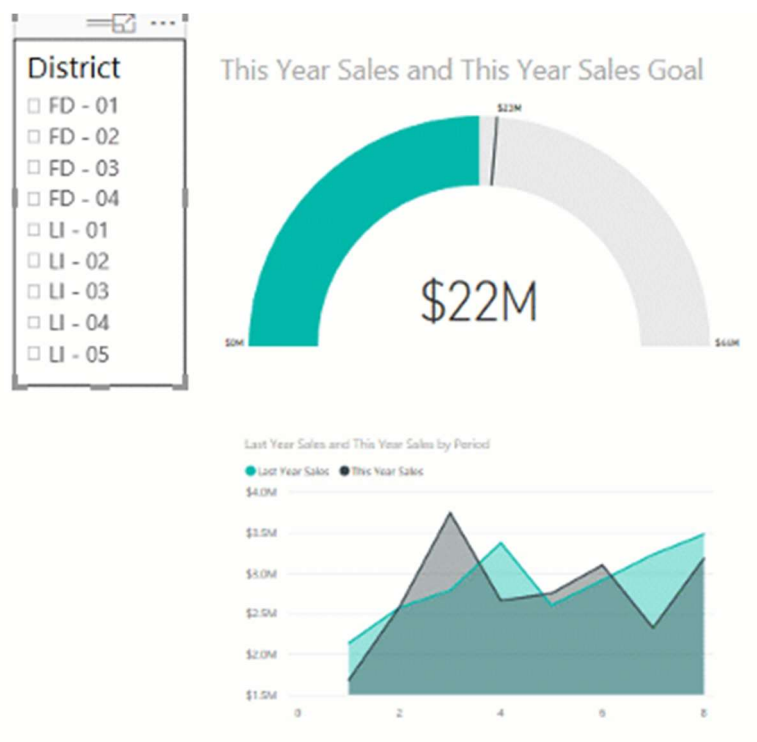 District
FD - 01
FD - 02
FD - 03
FD - 04
LI - 01
LI - 02
LI - 03
LI - 04
LI - 05
This Year Sales and This Year Sales Goal
$23M
$22M
$0M
$44M
Last Year Sales and This Year Sales by Period
Last Year Sales This Year Sales
$4.0M
$3.5M
$3.0M
$2.5M
$2.0M
$1.5M
0 2 4 6 8